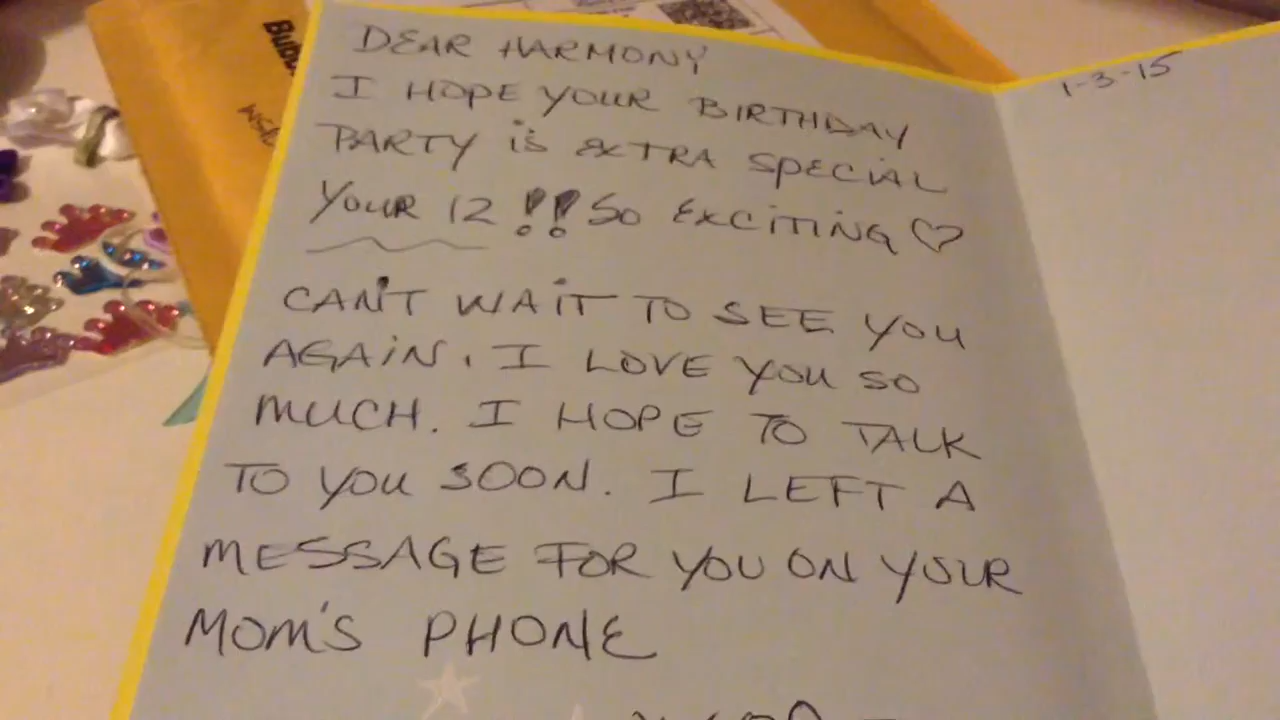 DEAR HARMONY
1-3-15
I HOPE YOUR BIRTHDAY
PARTY is EXTRA SPECIAL
YOUR 12 !! So EXCITING ♡
CAN'T WAIT TO SEE YOU
AGAIN. I LOVE YOU SO
MUCH. I HOPE TO TALK
TO YOU SOON. I LEFT A
MESSAGE FOR YOU ON YOUR
MOM'S PHONE